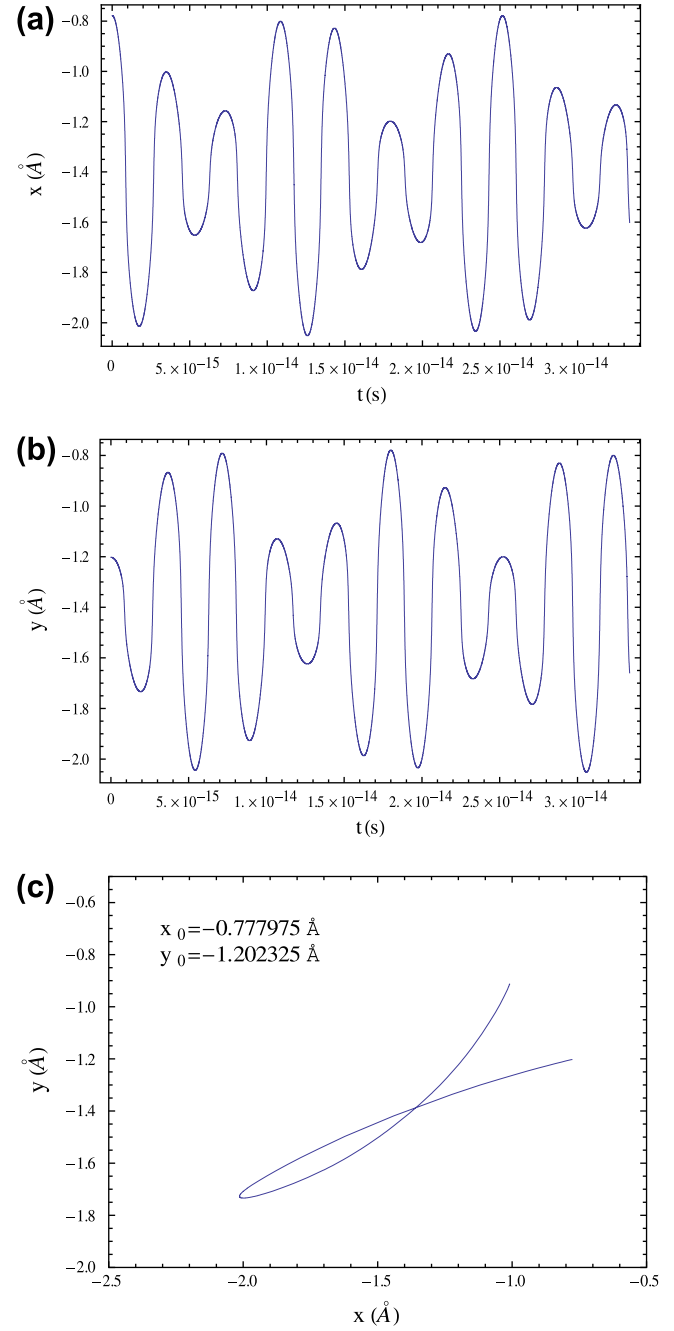 (a)
−0.8
−1.0
−1.2
−1.4
−1.6
−1.8
−2.0
x (Å)
0 5.×10⁻¹⁵ 1.×10⁻¹⁴ 1.5×10⁻¹⁴ 2.×10⁻¹⁴ 2.5×10⁻¹⁴ 3.×10⁻¹⁴
t (s)
(b)
−0.8
−1.0
−1.2
−1.4
−1.6
−1.8
−2.0
y (Å)
0 5.×10⁻¹⁵ 1.×10⁻¹⁴ 1.5×10⁻¹⁴ 2.×10⁻¹⁴ 2.5×10⁻¹⁴ 3.×10⁻¹⁴
t (s)
(c)
x ₀=−0.777975 Å
y ₀=−1.202325 Å
−0.6
−0.8
−1.0
−1.2
−1.4
−1.6
−1.8
−2.0
y (Å)
−2.5 −2.0 −1.5 −1.0 −0.5
x (Å)